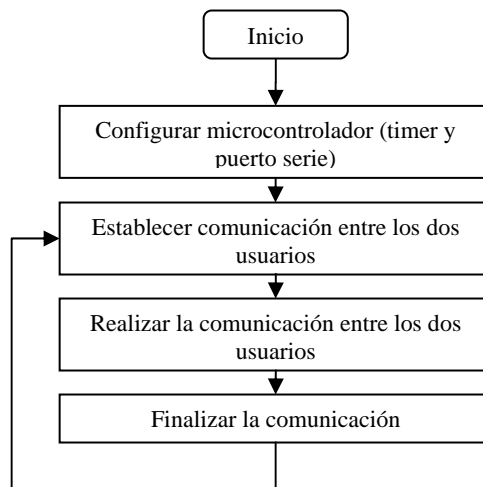 Inicio
Configurar microcontrolador (timer y
puerto serie)
Establecer comunicación entre los dos
usuarios
Realizar la comunicación entre los dos
usuarios
Finalizar la comunicación